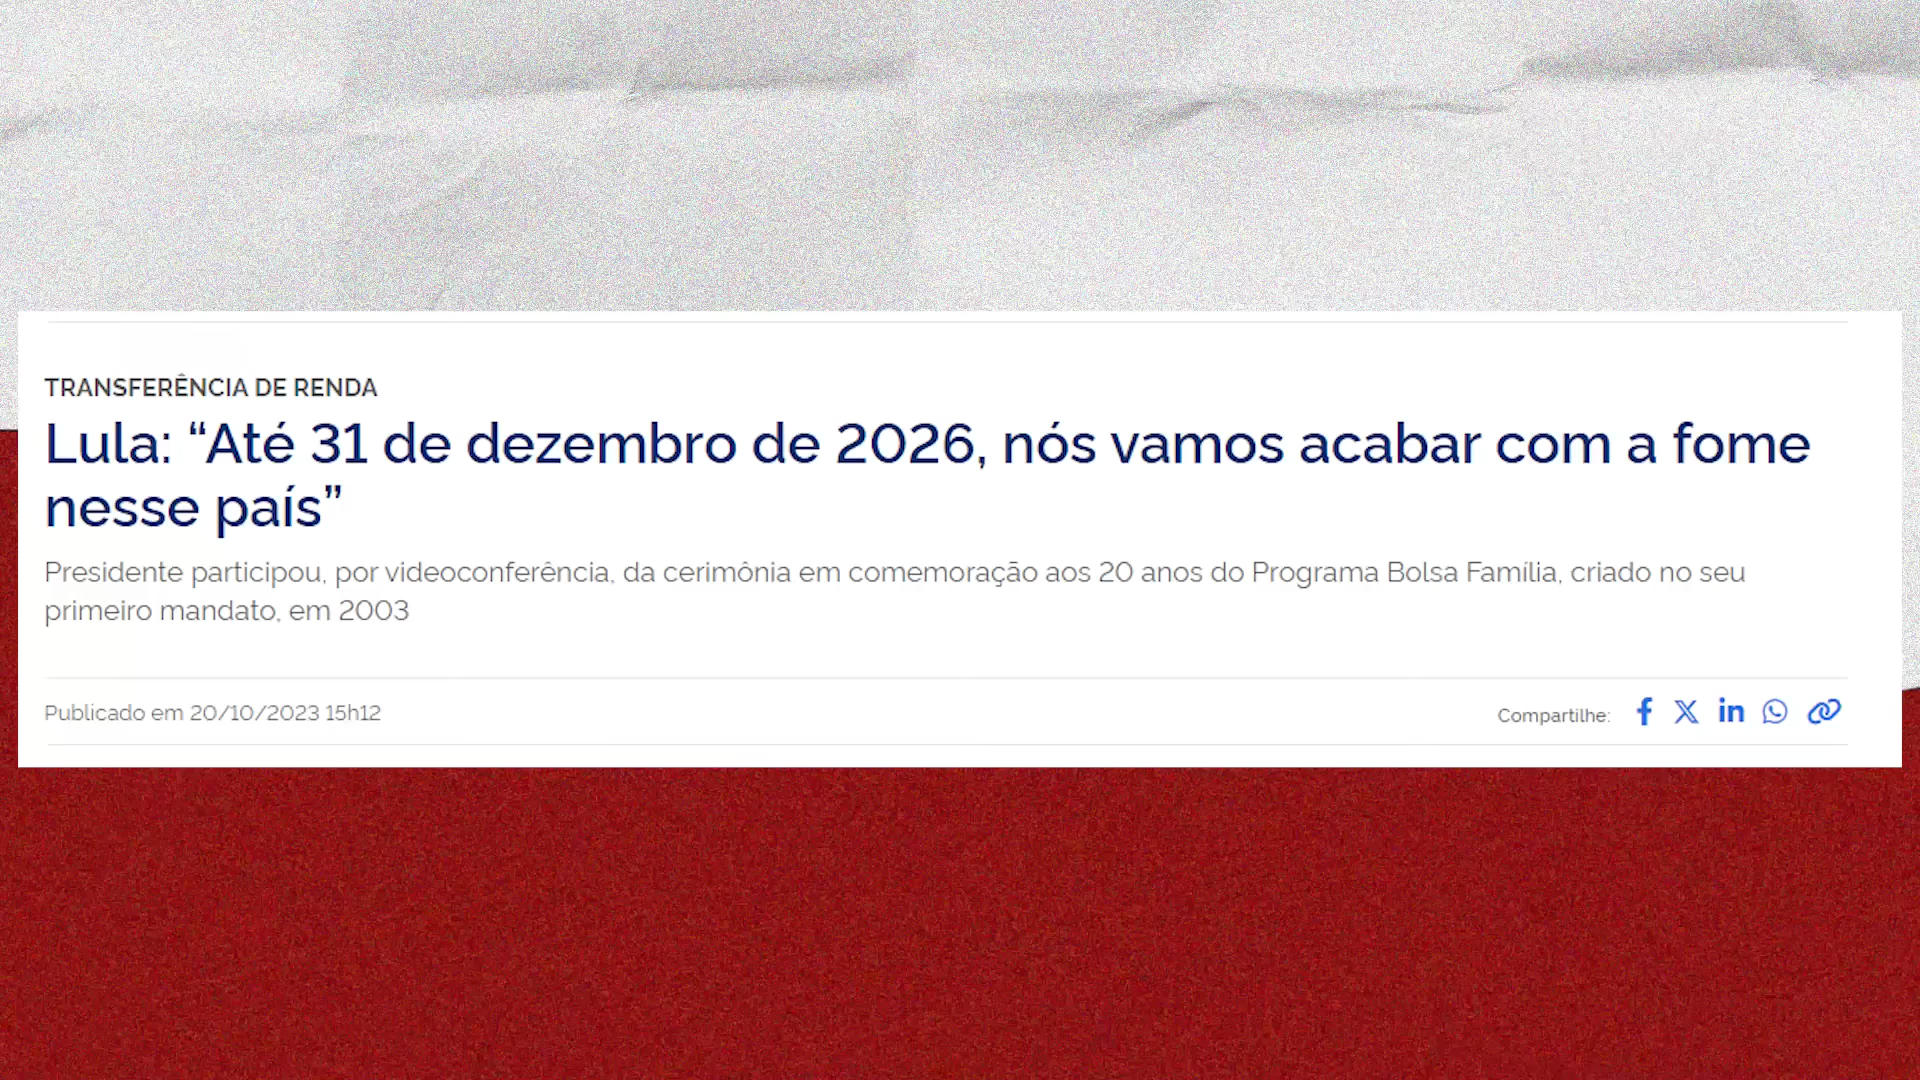 TRANSFERÊNCIA DE RENDA
Lula: “Até 31 de dezembro de 2026, nós vamos acabar com a fome
nesse país”
Presidente participou, por videoconferência, da cerimônia em comemoração aos 20 anos do Programa Bolsa Família, criado no seu
primeiro mandato, em 2003
Publicado em 20/10/2023 15h12
Compartilhe: